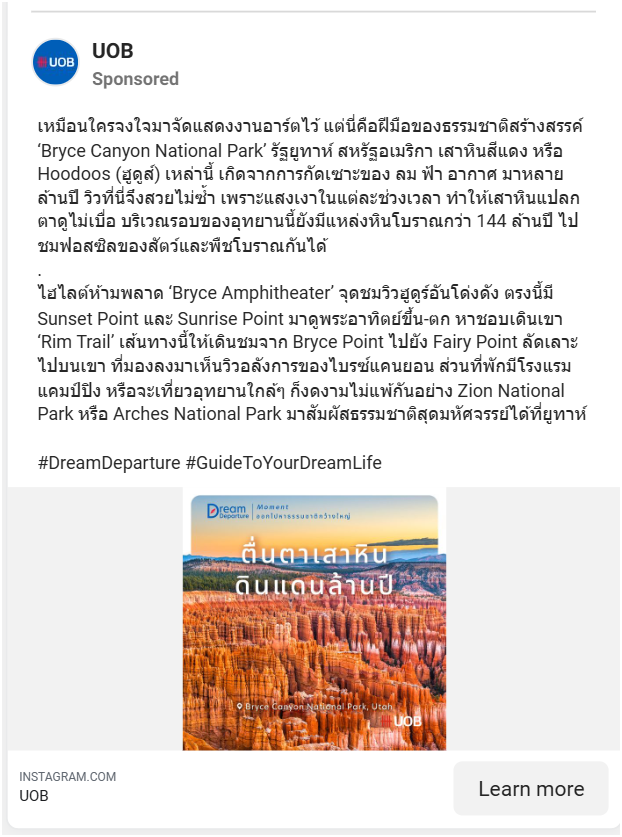 UOB
UOB
Sponsored
เหมือนใครจงใจมาจัดแสดงงานอาร์ตไว้ แต่นี่คือฝีมือของธรรมชาติสร้างสรรค์
‘Bryce Canyon National Park’ รัฐยูทาห์ สหรัฐอเมริกา เสาหินสีแดง หรือ
Hoodoos (ฮูดูส์) เหล่านี้ เกิดจากการกัดเซาะของ ลม ฟ้า อากาศ มาหลาย
ล้านปี วิวที่นี่จึงสวยไม่ซ้ำ เพราะแสงเงาในแต่ละช่วงเวลา ทำให้เสาหินแปลก
ตาดูไม่เบื่อ บริเวณรอบของอุทยานนี้ยังมีแหล่งหินโบราณกว่า 144 ล้านปี ไป
ชมฟอสซิลของสัตว์และพืชโบราณกันได้
.
ไฮไลต์ห้ามพลาด ‘Bryce Amphitheater’ จุดชมวิวฮูดูร์อันโด่งดัง ตรงนี้มี
Sunset Point และ Sunrise Point มาดูพระอาทิตย์ขึ้น-ตก หาชอบเดินเขา
‘Rim Trail’ เส้นทางนี้ให้เดินชมจาก Bryce Point ไปยัง Fairy Point ลัดเลาะ
ไปบนเขา ที่มองลงมาเห็นวิวอลังการของไบรซ์แคนยอน ส่วนที่พักมีโรงแรม
แคมป์ปิง หรือจะเที่ยวอุทยานใกล้ๆ ก็งดงามไม่แพ้กันอย่าง Zion National
Park หรือ Arches National Park มาสัมผัสธรรมชาติสุดมหัศจรรย์ได้ที่ยูทาห์
#DreamDeparture #GuideToYourDreamLife
Dream Departure
Moment
ออกไปหาธรรมชาติกว้างใหญ่
ตื่นตาเสาหิน
ดินแดนล้านปี
Bryce Canyon National Park, Utah
UOB
INSTAGRAM.COM
UOB
Learn more